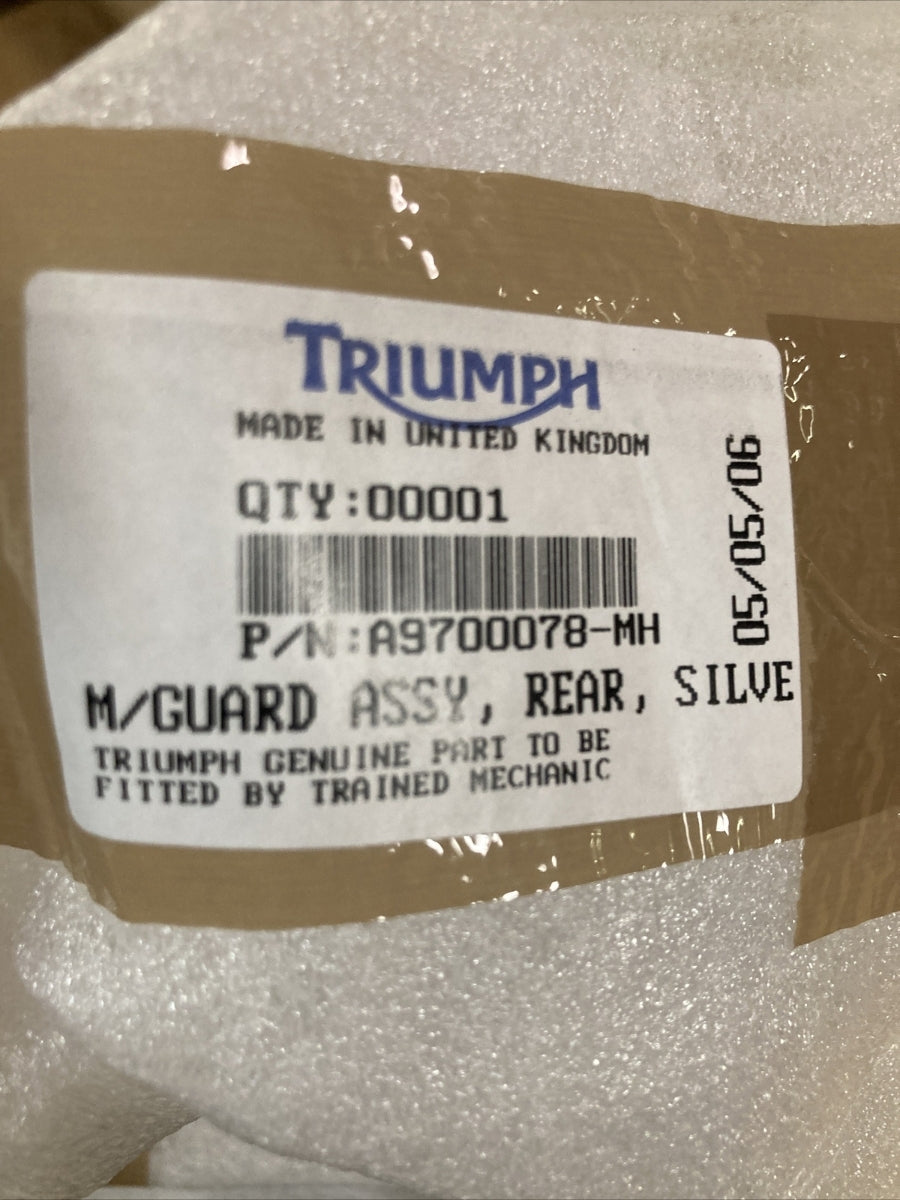 TRIUMPH
MADE IN UNITED KINGDOM
QTY:00001
P/N:A9700078-MH
M/GUARD ASSY, REAR, SILVE
TRIUMPH GENUINE PART TO BE
FITTED BY TRAINED MECHANIC
05/05/06